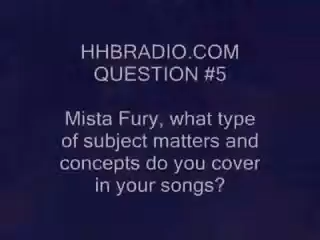 HHBRADIO.COM
QUESTION #5
Mista Fury, what type
of subject matters and
concepts do you cover
in your songs?